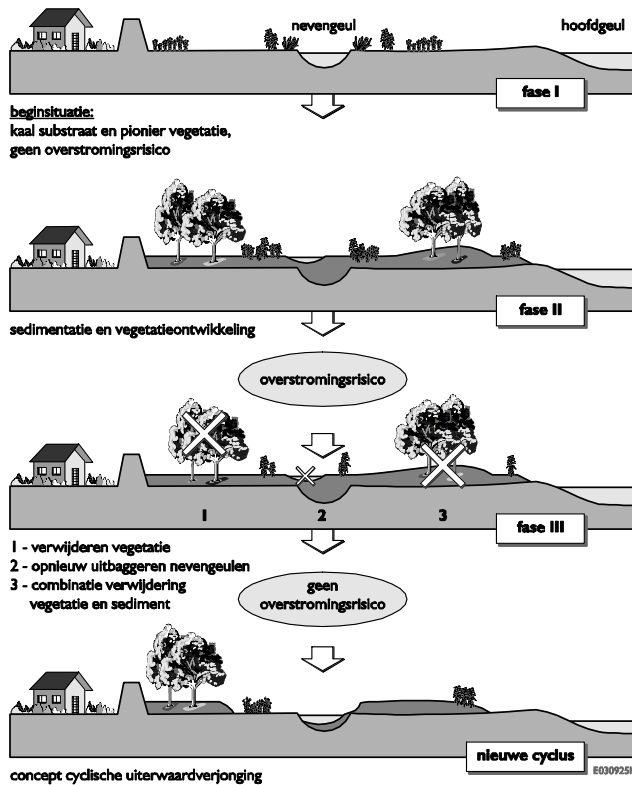 nevengeul
hoofdgeul
fase I
beginsituatie:
kaal substraat en pionier vegetatie,
geen overstromingsrisico
fase II
sedimentatie en vegetatieontwikkeling
overstromingsrisico
1
2
3
fase III
1 - verwijderen vegetatie
2 - opnieuw uitbaggeren nevengeulen
3 - combinatie verwijdering
vegetatie en sediment
geen
overstromingsrisico
nieuwe cyclus
concept cyclische uiterwaardverjonging